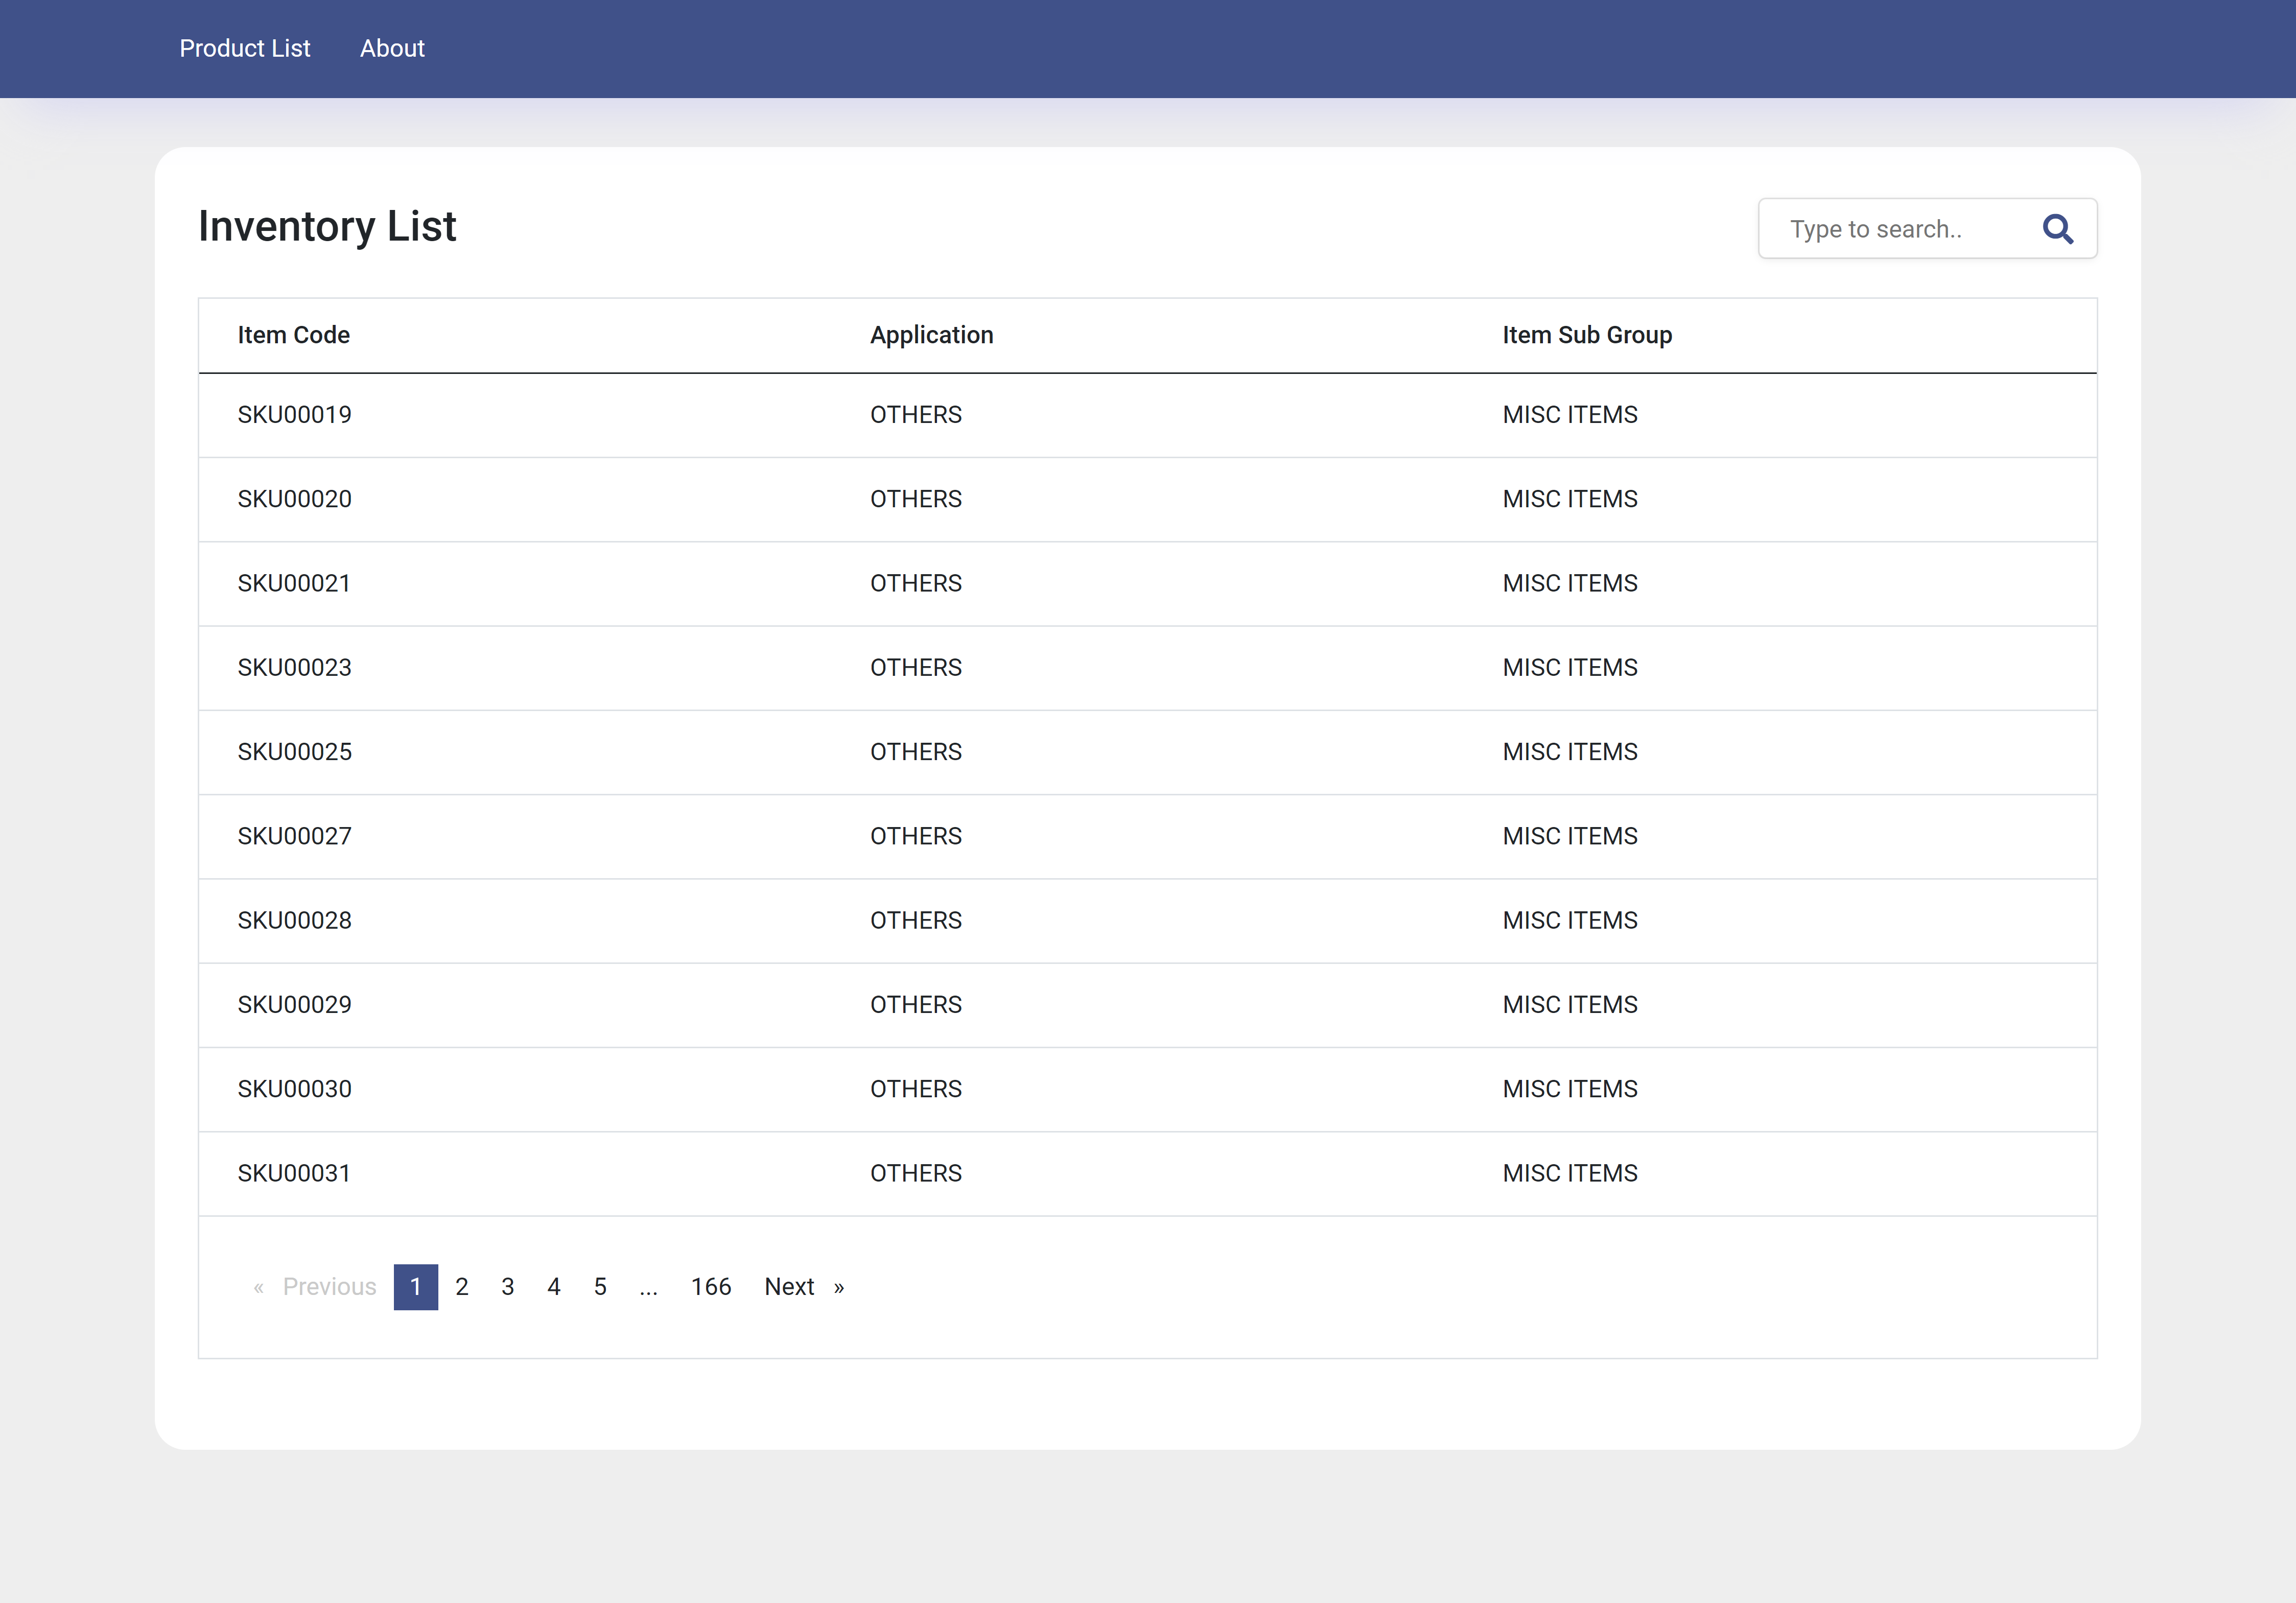 Product List About
Inventory List
Type to search..
Item Code Application Item Sub Group
SKU00019 OTHERS MISC ITEMS
SKU00020 OTHERS MISC ITEMS
SKU00021 OTHERS MISC ITEMS
SKU00023 OTHERS MISC ITEMS
SKU00025 OTHERS MISC ITEMS
SKU00027 OTHERS MISC ITEMS
SKU00028 OTHERS MISC ITEMS
SKU00029 OTHERS MISC ITEMS
SKU00030 OTHERS MISC ITEMS
SKU00031 OTHERS MISC ITEMS
« Previous 1 2 3 4 5 ... 166 Next »